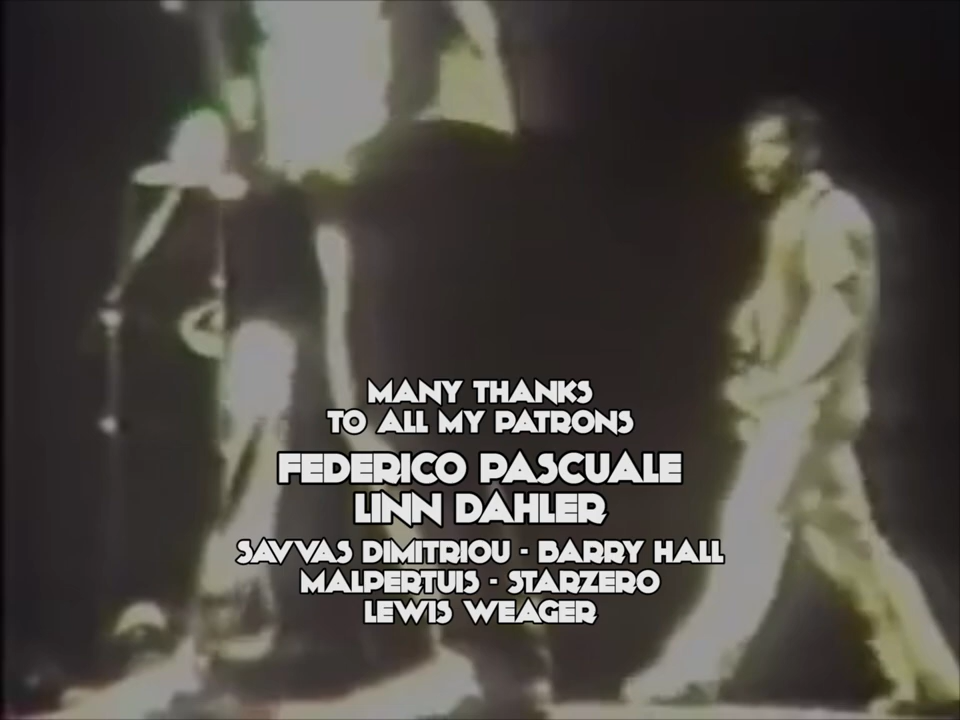 MANY THANKS
TO ALL MY PATRONS
FEDERICO PASCUALE
LINN DAHLER
SAVVAS DIMITRIOU - BARRY HALL
MALPERTUIS - STARZERO
LEWIS WEAGER